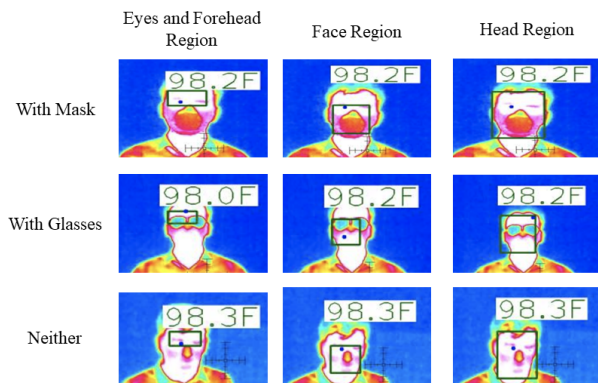 Eyes and Forehead
Region
Face Region
Head Region
With Mask
98.2F
98.2F
98.2F
With Glasses
98.0F
98.2F
98.2F
Neither
98.3F
98.3F
98.3F